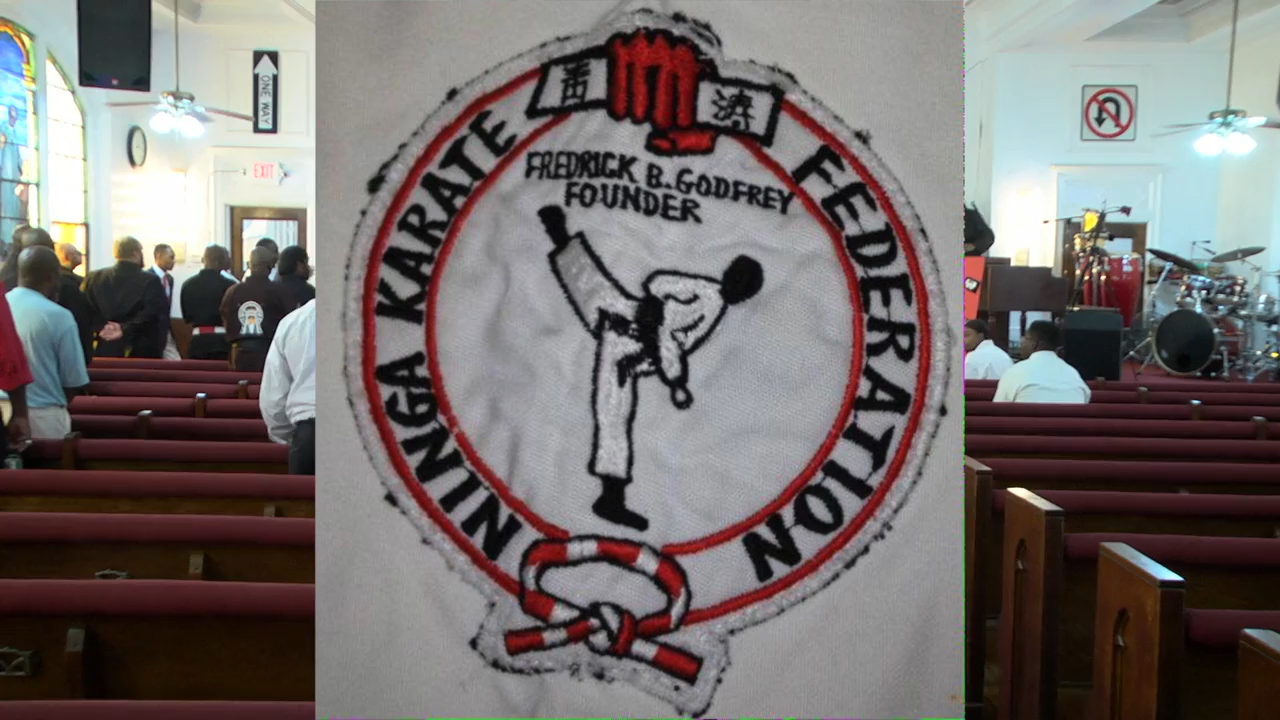 ONE WAY
EXIT
FREDRICK B. GODFREY
FOUNDER
NINGA KARATE FEDERATION